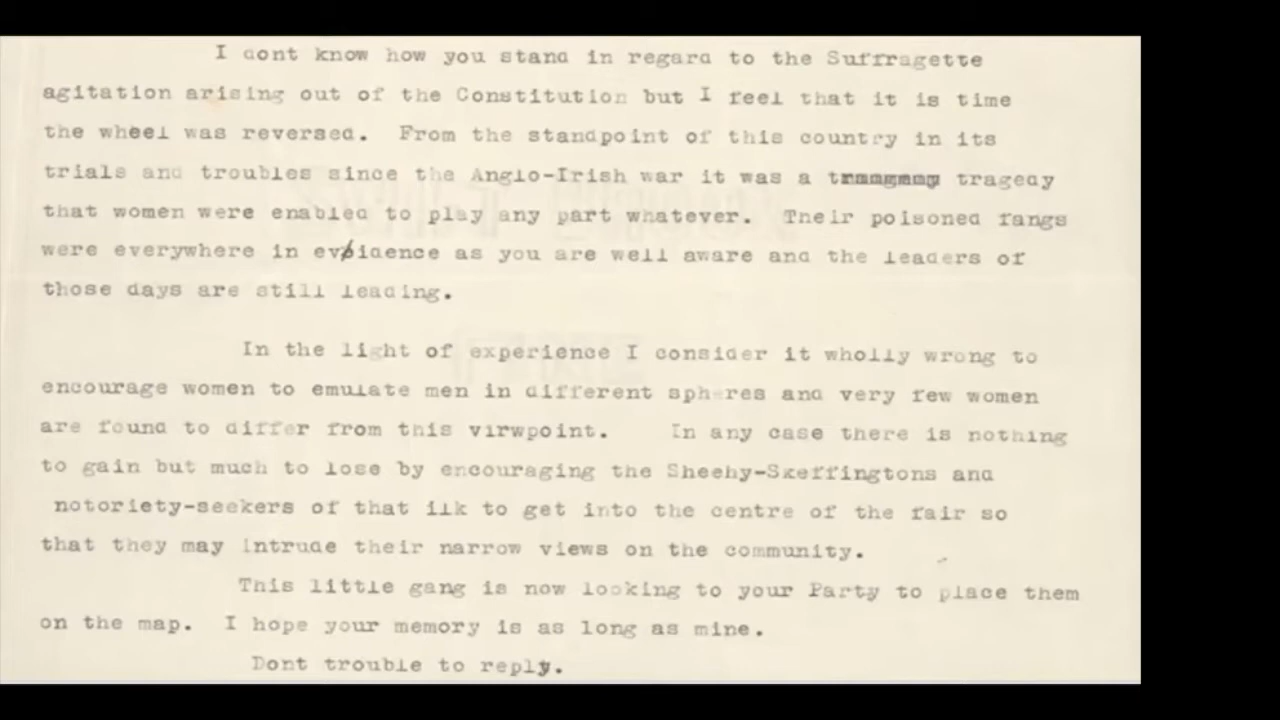 I dont know how you stand in regard to the Suffragette
agitation arising out of the Constitution but I feel that it is time
the wheel was reversed. From the standpoint of this country in its
trials and troubles since the Anglo-Irish war it was a tragedy
that women were enabled to play any part whatever. Their poisoned fangs
were everywhere in evidence as you are well aware and the leaders of
those days are still leading.
In the light of experience I consider it wholly wrong to
encourage women to emulate men in different spheres and very few women
are found to differ from this virwpoint. In any case there is nothing
to gain but much to lose by encouraging the Sheehy-Skeffingtons and
notoriety-seekers of that ilk to get into the centre of the fair so
that they may intrude their narrow views on the community.
This little gang is now looking to your Party to place them
on the map. I hope your memory is as long as mine.
Dont trouble to reply.